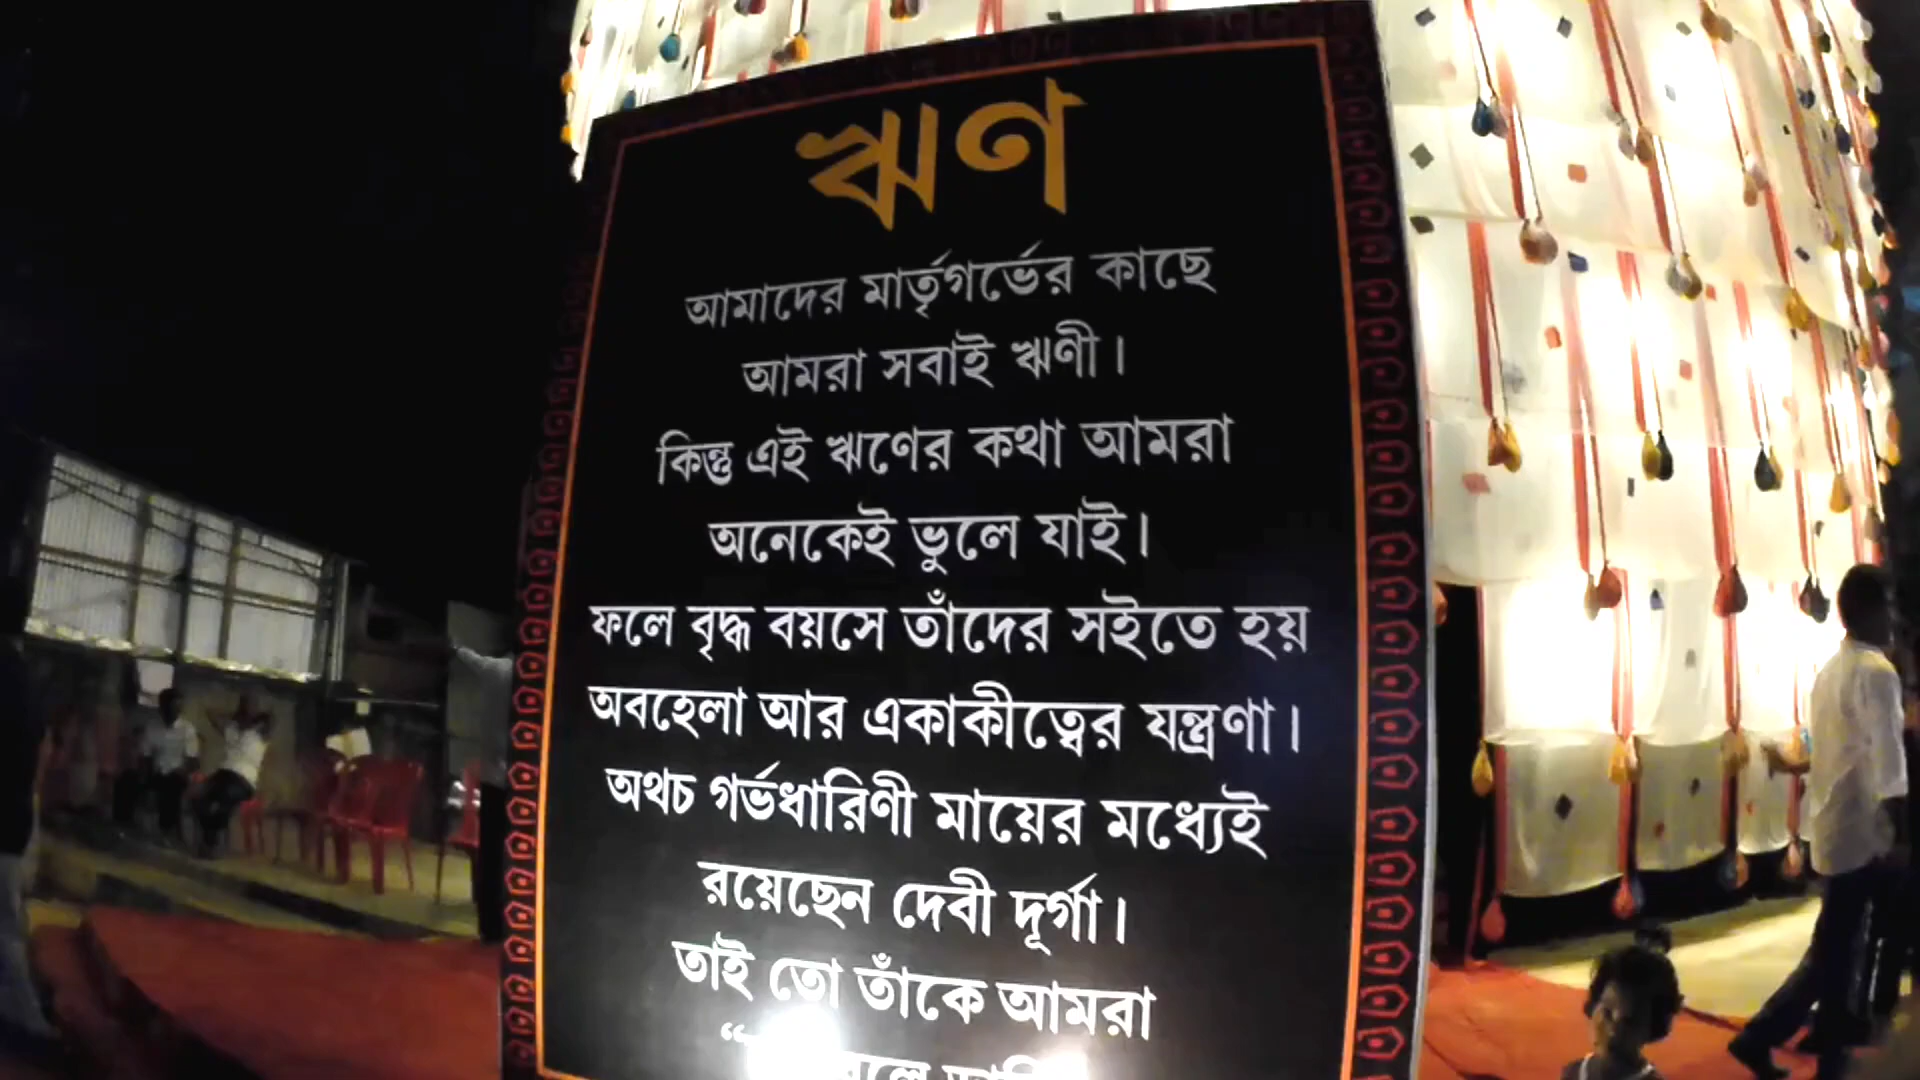 ঋণ
আমাদের মার্তৃগর্ভের কাছে
আমরা সবাই ঋণী।
কিন্তু এই ঋণের কথা আমরা
অনেকেই ভুলে যাই।
ফলে বৃদ্ধ বয়সে তাঁদের সইতে হয়
অবহেলা আর একাকীত্বের যন্ত্রণা।
অথচ গর্ভধারিণী মায়ের মধ্যেই
রয়েছেন দেবী দূর্গা।
তাই তো তাঁকে আমরা